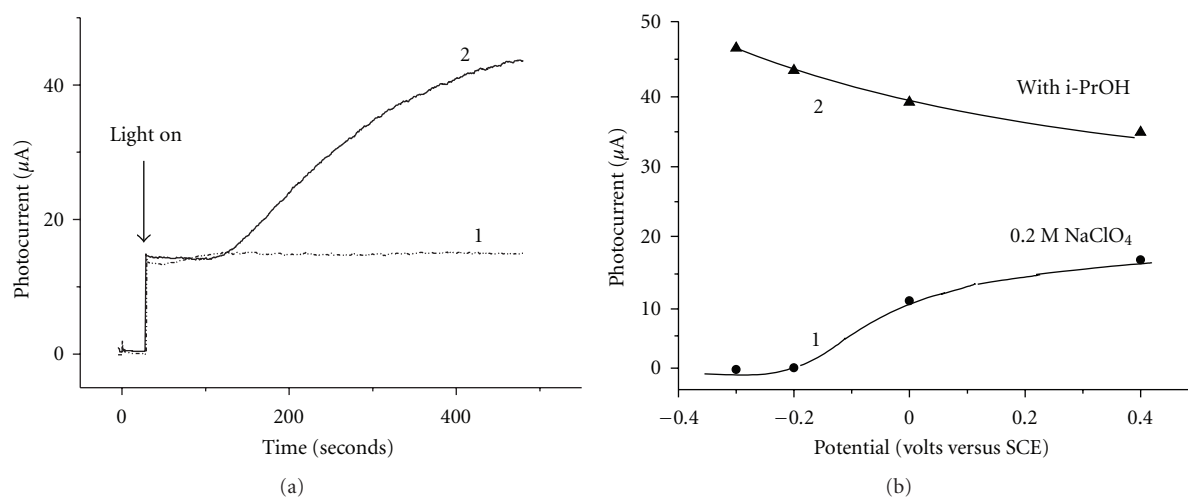 40
20
0
Photocurrent (μA)
Light on
2
1
0
200
400
Time (seconds)
(a)
50
40
30
20
10
0
Photocurrent (μA)
With i-PrOH
2
0.2 M NaClO₄
1
−0.4
−0.2
0
0.2
0.4
Potential (volts versus SCE)
(b)